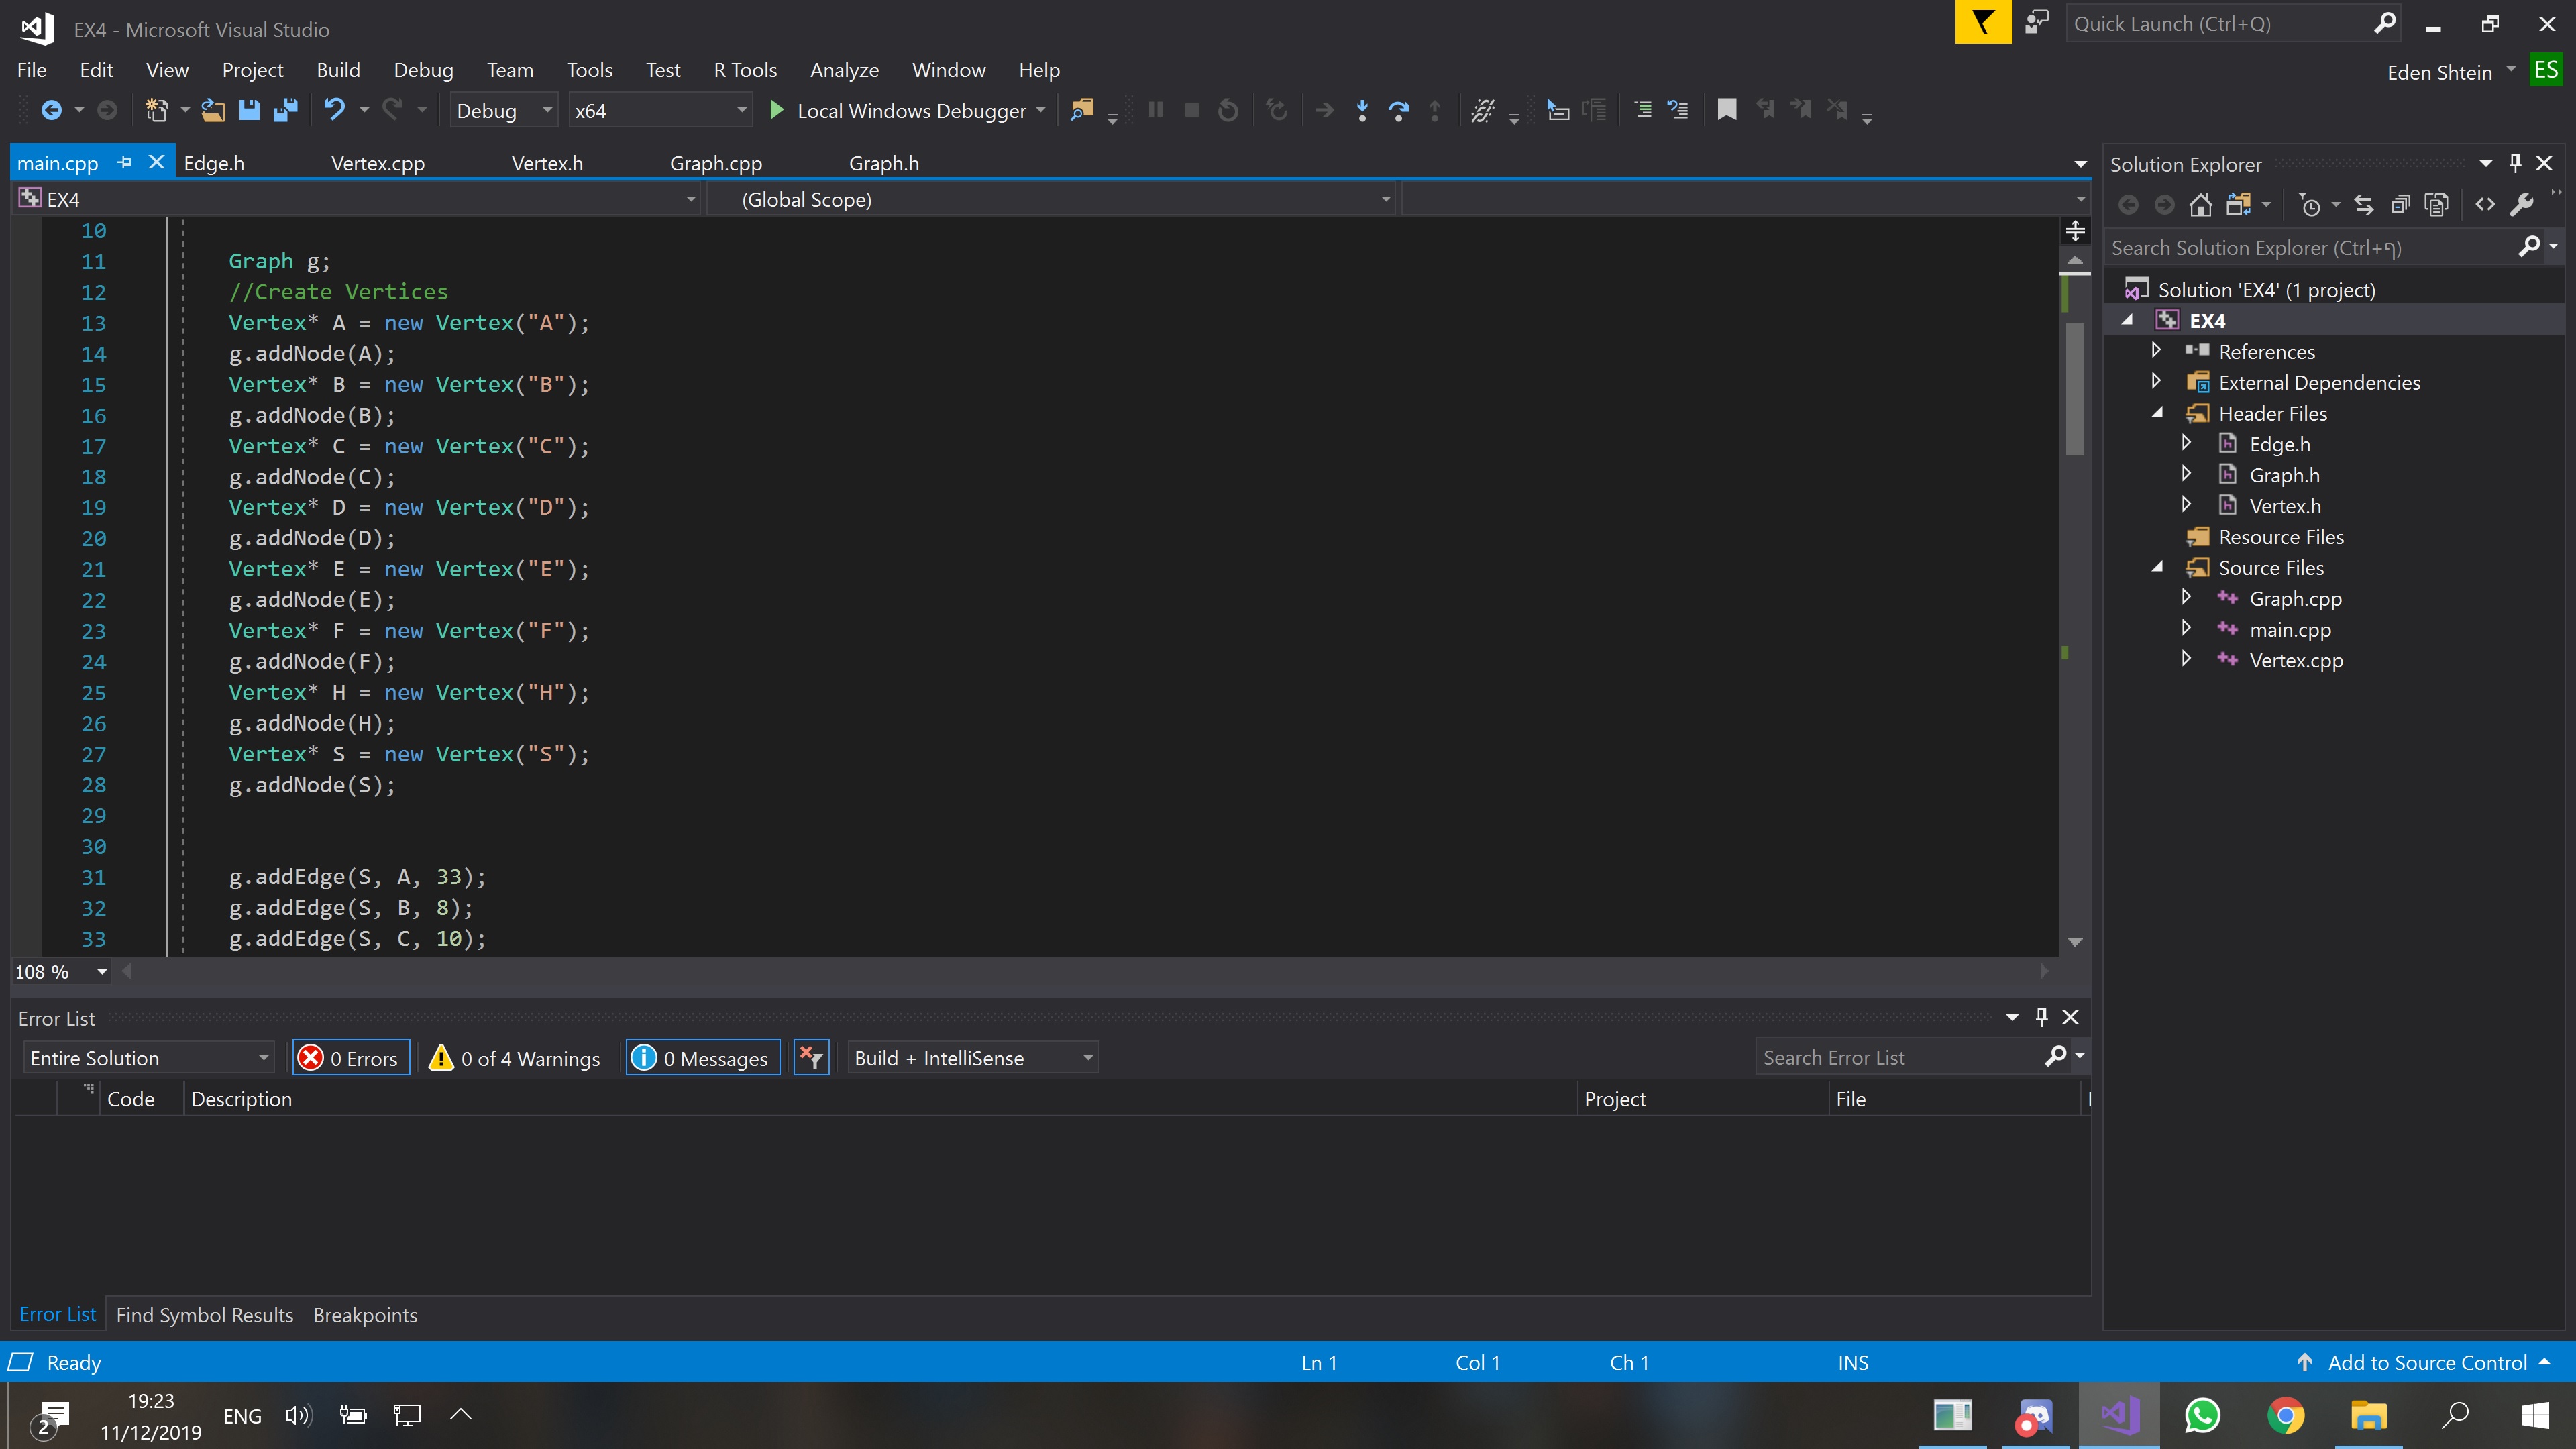 EX4 - Microsoft Visual Studio
Quick Launch (Ctrl+Q)
File Edit View Project Build Debug Team Tools Test R Tools Analyze Window Help
Eden Shtein ES
Debug x64 Local Windows Debugger
main.cpp Edge.h Vertex.cpp Vertex.h Graph.cpp Graph.h
EX4 (Global Scope)
10
11 Graph g;
12 //Create Vertices
13 Vertex* A = new Vertex("A");
14 g.addNode(A);
15 Vertex* B = new Vertex("B");
16 g.addNode(B);
17 Vertex* C = new Vertex("C");
18 g.addNode(C);
19 Vertex* D = new Vertex("D");
20 g.addNode(D);
21 Vertex* E = new Vertex("E");
22 g.addNode(E);
23 Vertex* F = new Vertex("F");
24 g.addNode(F);
25 Vertex* H = new Vertex("H");
26 g.addNode(H);
27 Vertex* S = new Vertex("S");
28 g.addNode(S);
29
30
31 g.addEdge(S, A, 33);
32 g.addEdge(S, B, 8);
33 g.addEdge(S, C, 10);
108 %
Solution Explorer
Search Solution Explorer (Ctrl+ף)
Solution 'EX4' (1 project)
EX4
References
External Dependencies
Header Files
Edge.h
Graph.h
Vertex.h
Resource Files
Source Files
Graph.cpp
main.cpp
Vertex.cpp
Error List
Entire Solution 0 Errors 0 of 4 Warnings 0 Messages Build + IntelliSense Search Error List
Code Description Project File
Error List Find Symbol Results Breakpoints
Ready Ln 1 Col 1 Ch 1 INS Add to Source Control
2 19:23 ENG
11/12/2019